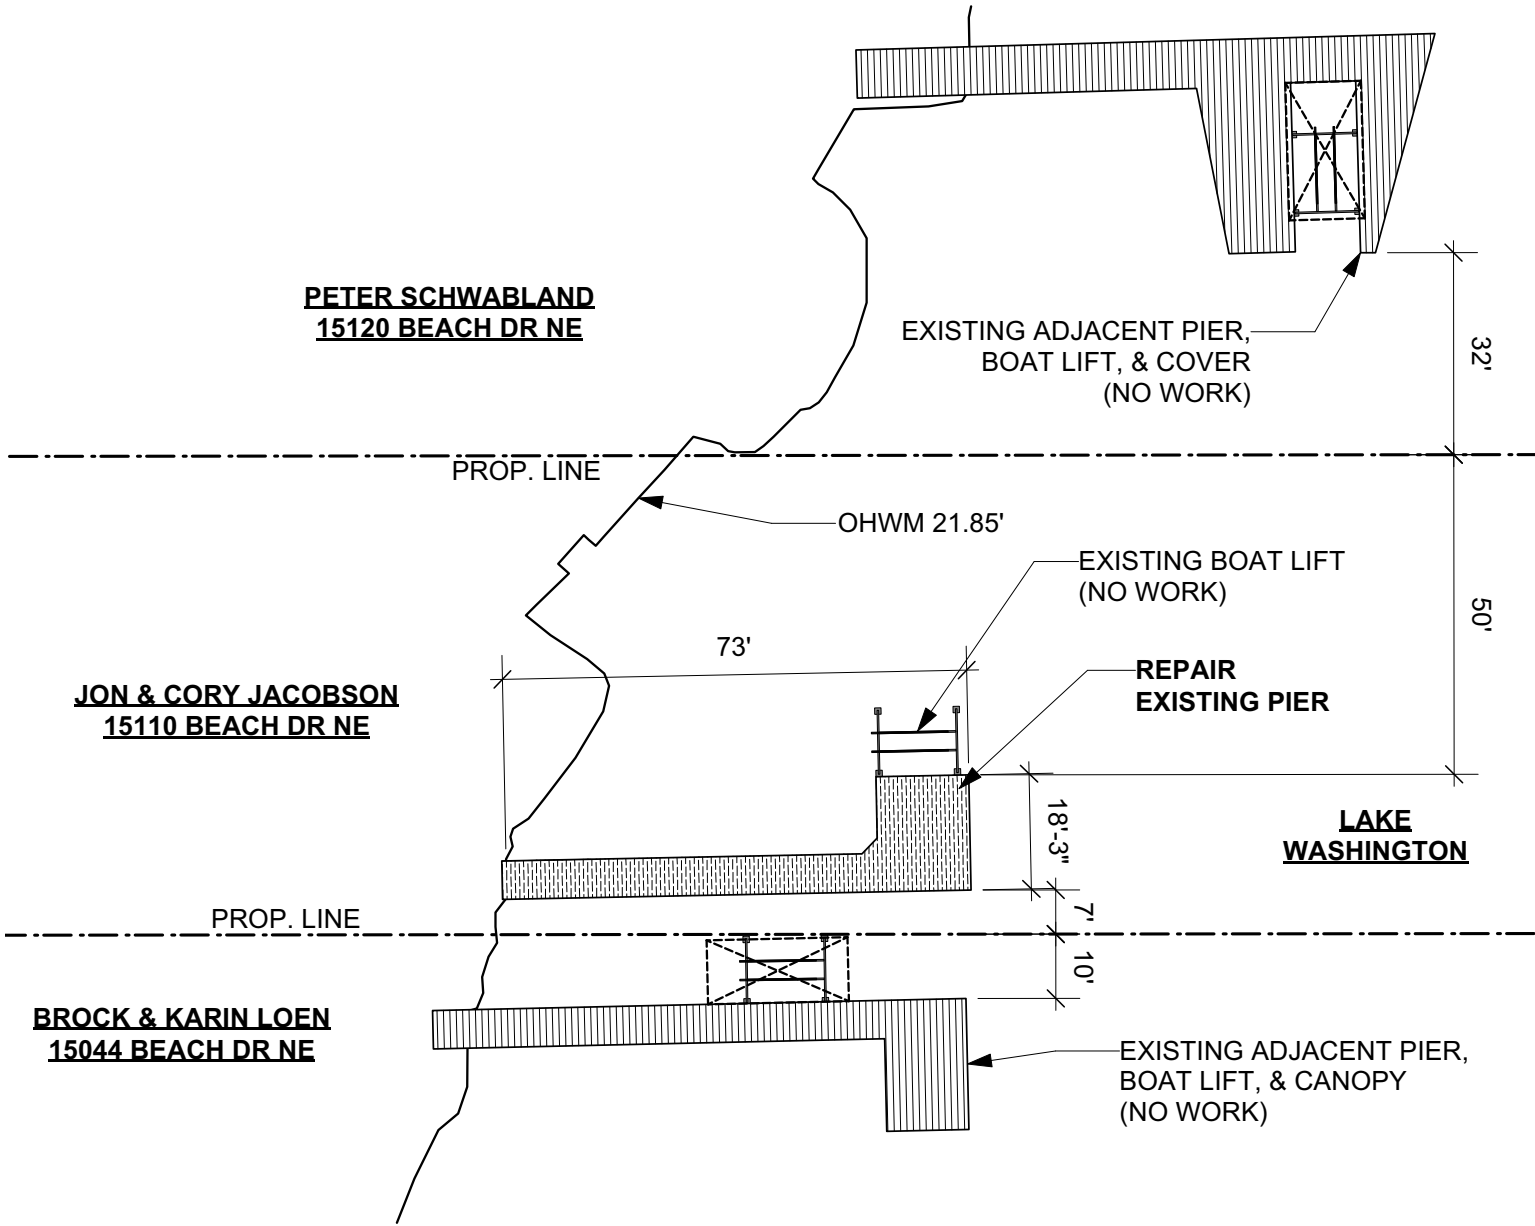 PETER SCHWABLAND
15120 BEACH DR NE
EXISTING ADJACENT PIER,
BOAT LIFT, & COVER
(NO WORK)
32'
PROP. LINE
OHWM 21.85'
EXISTING BOAT LIFT
(NO WORK)
50'
73'
REPAIR
EXISTING PIER
JON & CORY JACOBSON
15110 BEACH DR NE
18'-3"
LAKE
WASHINGTON
PROP. LINE
7'
10'
BROCK & KARIN LOEN
15044 BEACH DR NE
EXISTING ADJACENT PIER,
BOAT LIFT, & CANOPY
(NO WORK)